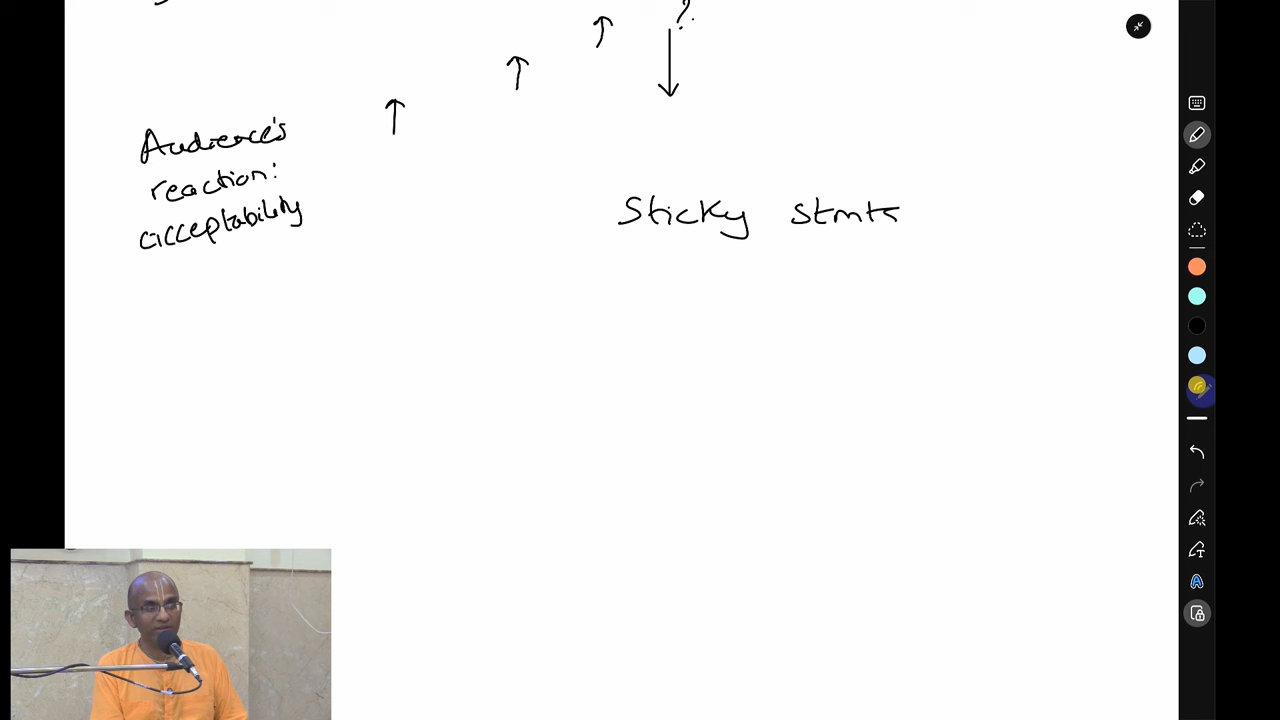 ?
Audience's
reaction:
acceptability
Sticky stmts